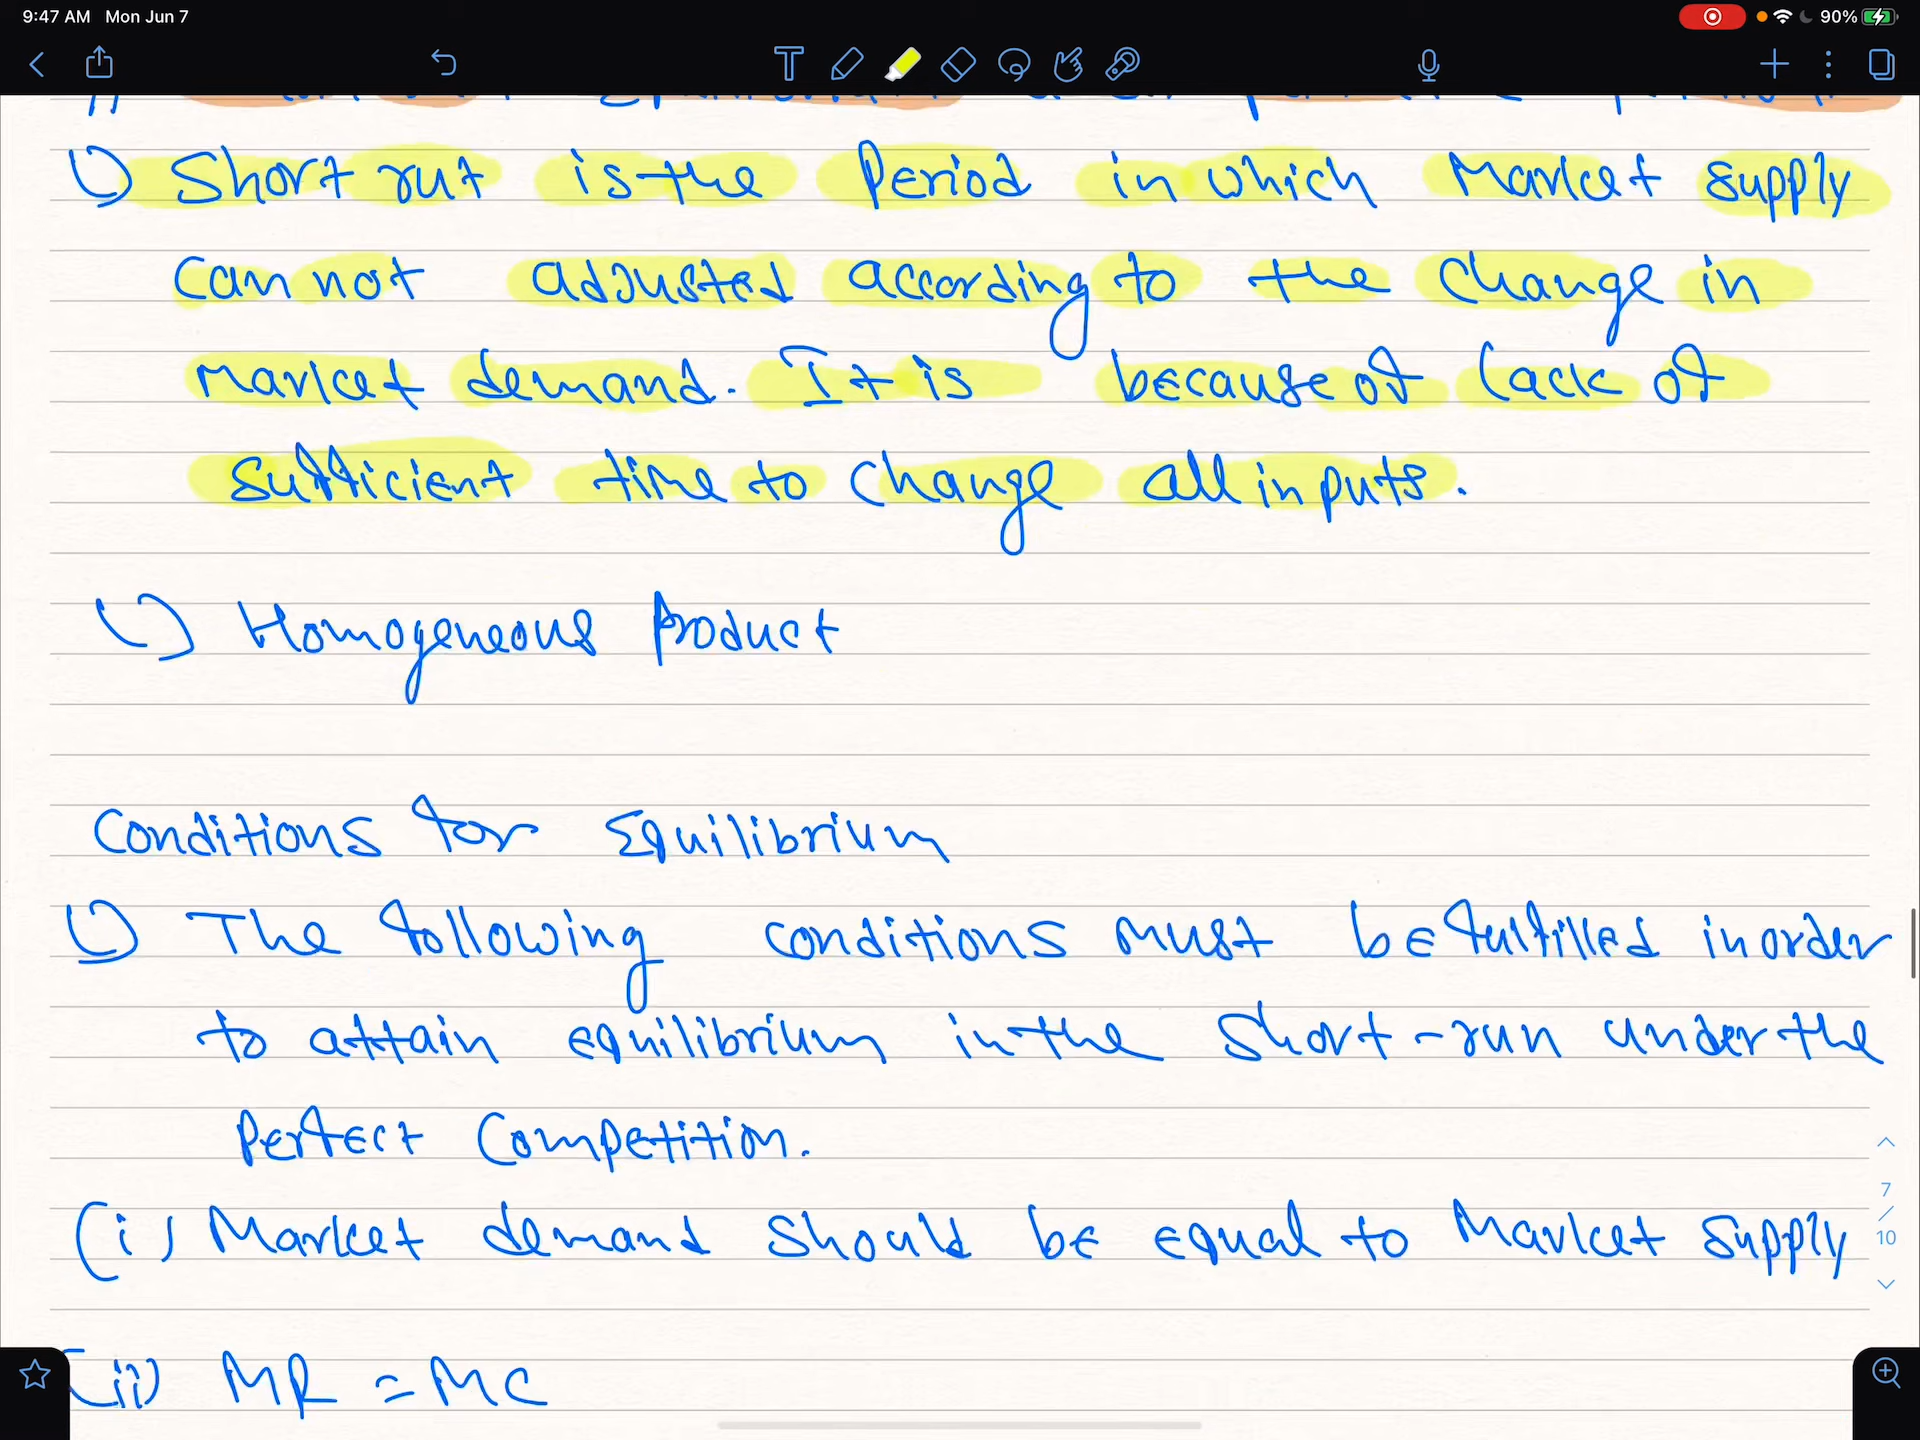 9:47 AM Mon Jun 7
90%
Short run is the Period in which Market supply
can not adjusted according to the change in
Market demand. It is because of lack of
sufficient time to change all inputs.
Homogeneous Product
Conditions for Equilibrium
The following conditions must be fulfilled in order
to attain equilibrium in the short-run under the
Perfect Competition.
(i) Market demand should be equal to Market supply
7
/
10
(ii) MR = MC